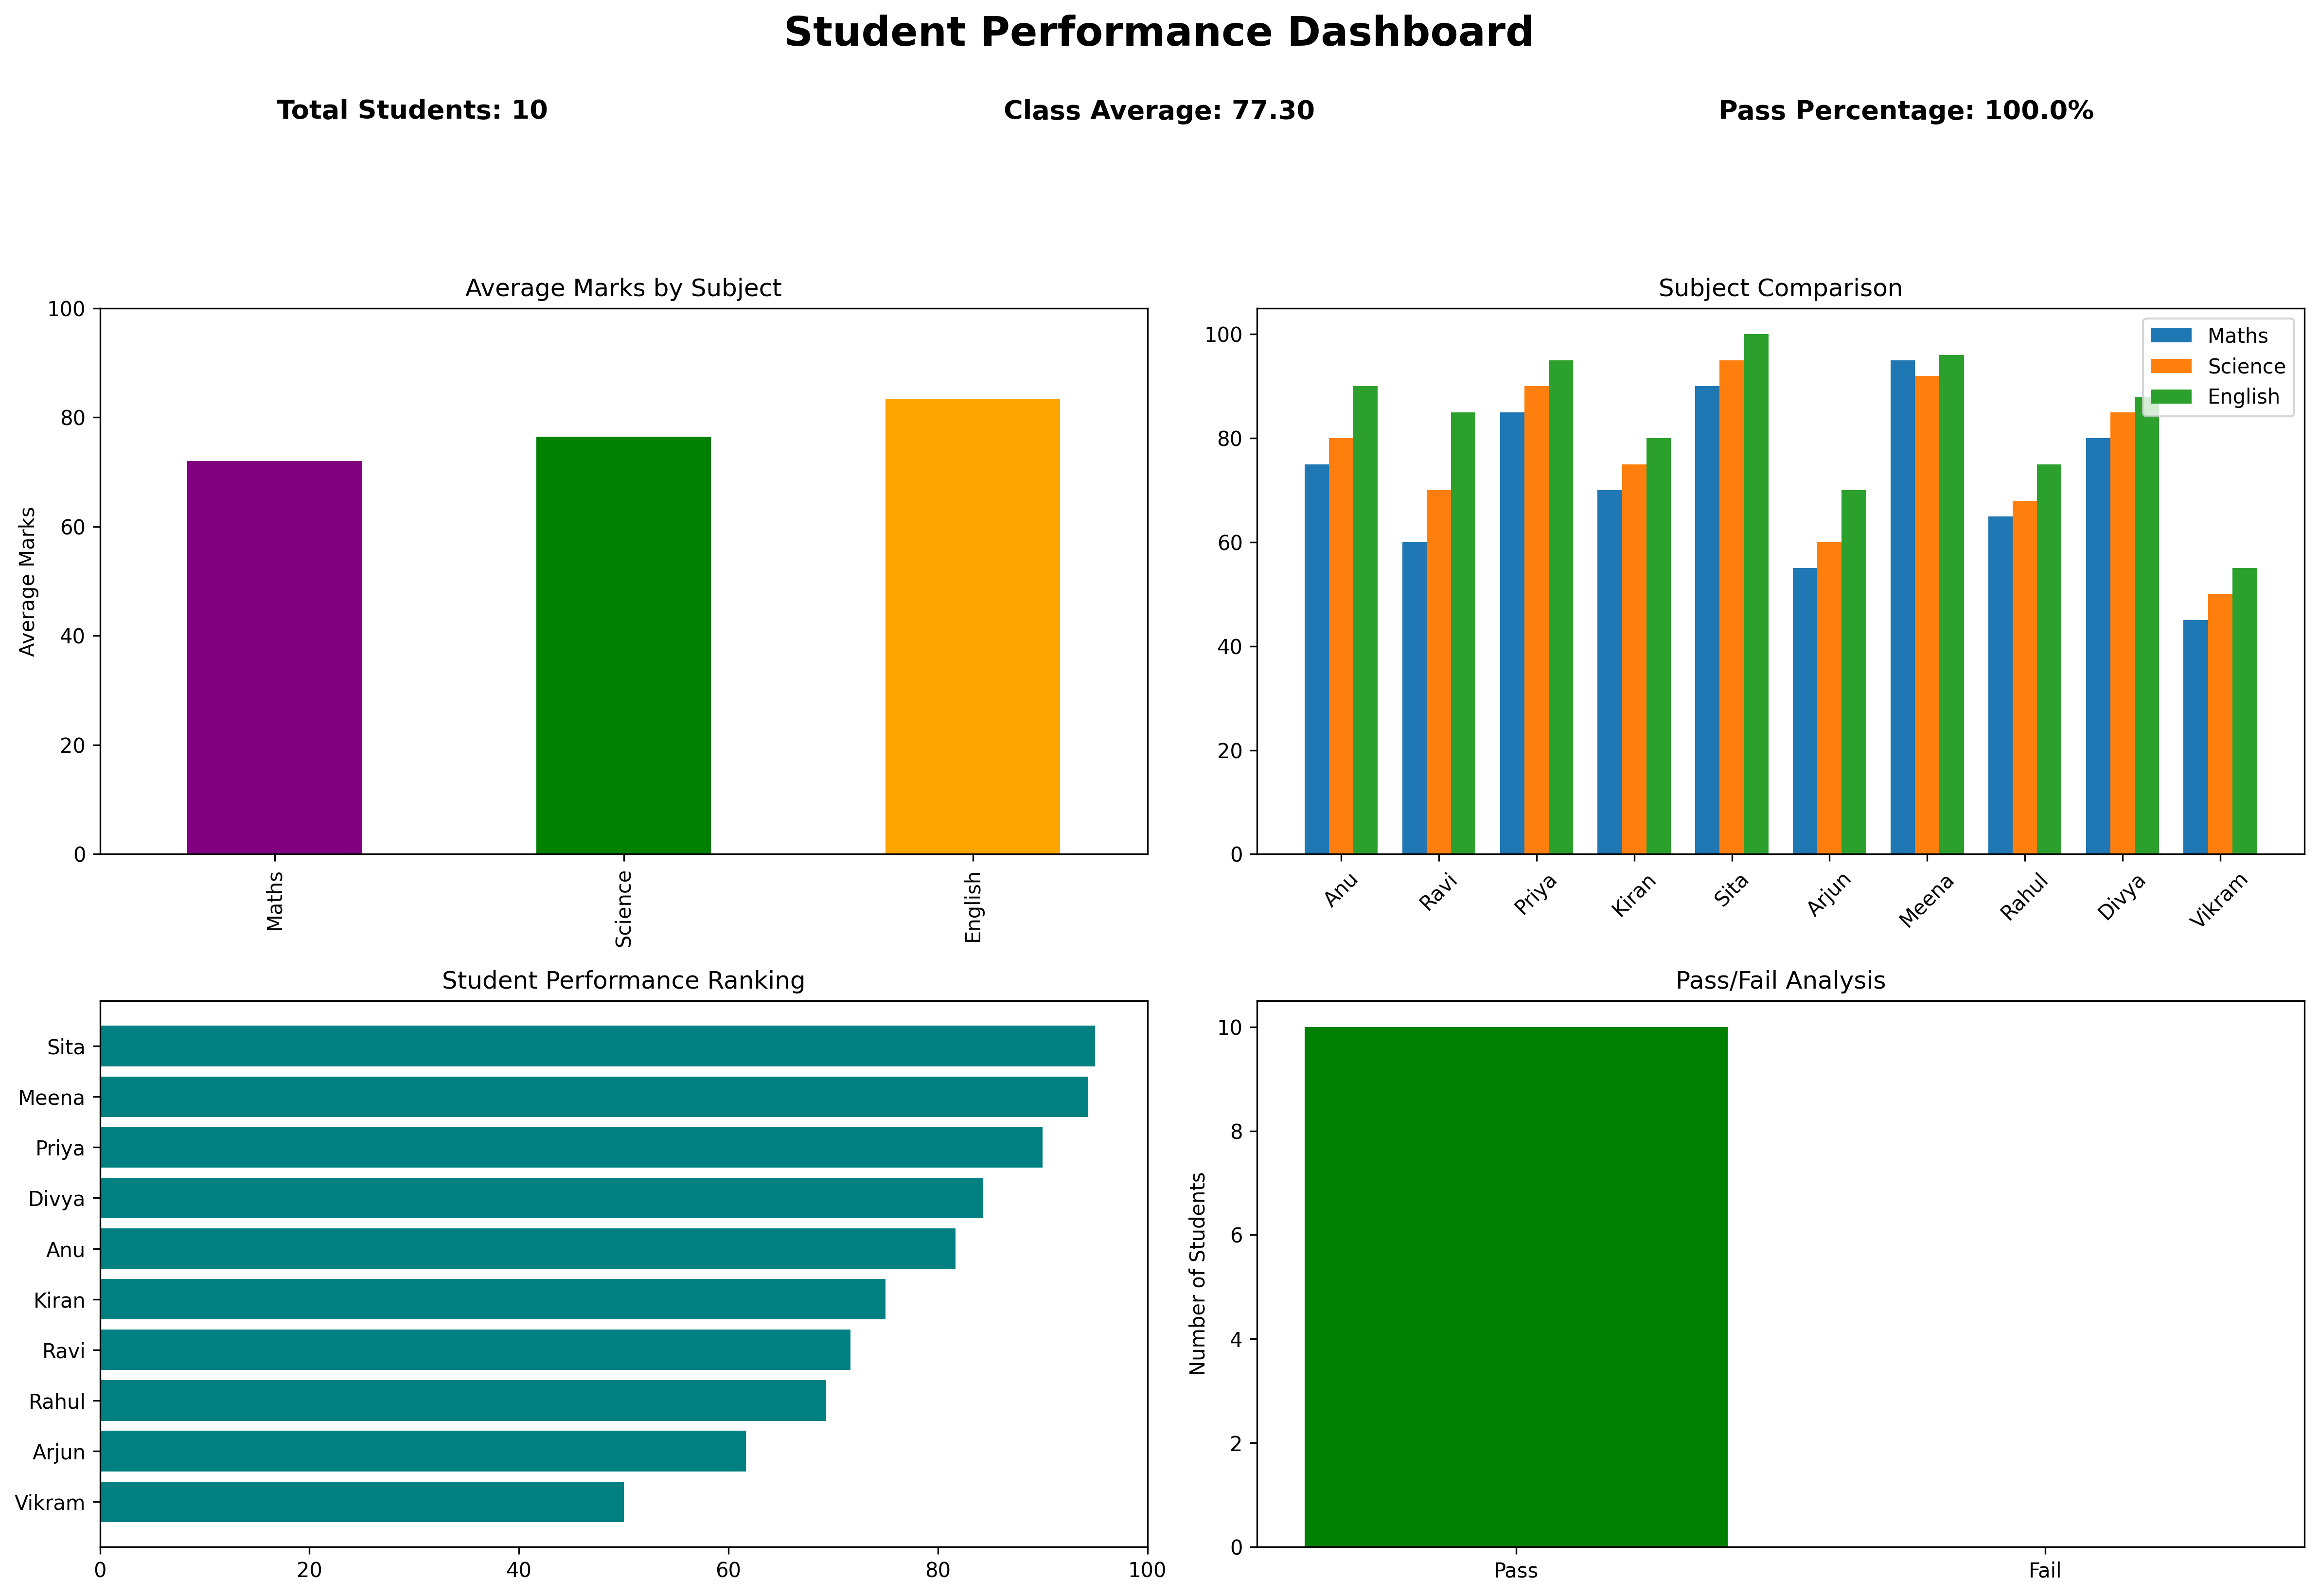 Student Performance Dashboard
Total Students: 10
Class Average: 77.30
Pass Percentage: 100.0%
Average Marks by Subject
Average Marks
100
80
60
40
20
0
Maths
Science
English
Subject Comparison
100
80
60
40
20
0
Maths
Science
English
Anu
Ravi
Priya
Kiran
Sita
Arjun
Meena
Rahul
Divya
Vikram
Student Performance Ranking
Sita
Meena
Priya
Divya
Anu
Kiran
Ravi
Rahul
Arjun
Vikram
0
20
40
60
80
100
Pass/Fail Analysis
Number of Students
10
8
6
4
2
0
Pass
Fail